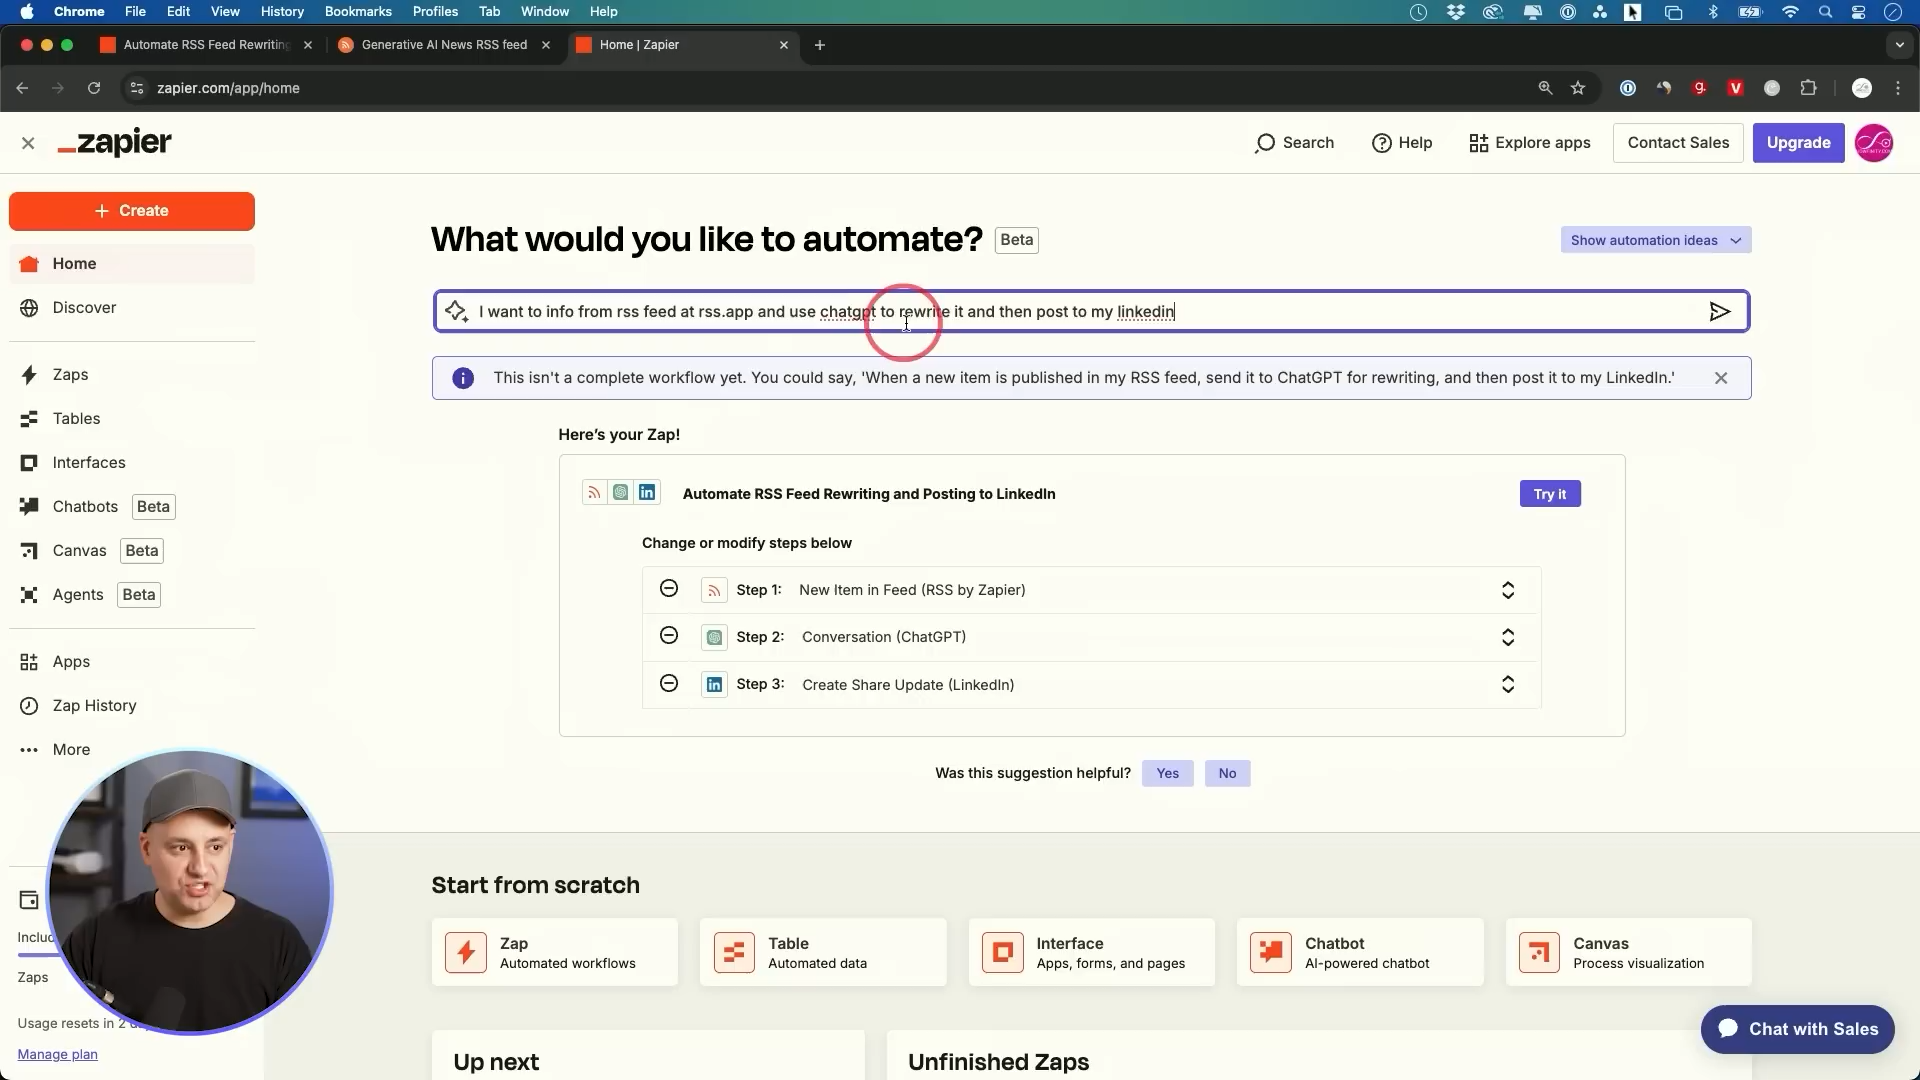 Chrome File Edit View History Bookmarks Profiles Tab Window Help
Automate RSS Feed Rewriting
Generative AI News RSS feed
Home | Zapier
zapier.com/app/home
zapier
Search
Help
Explore apps
Contact Sales
Upgrade
Create
Home
Discover
Zaps
Tables
Interfaces
Chatbots Beta
Canvas Beta
Agents Beta
Apps
Zap History
More
Zaps
Usage resets in 2
Manage plan
What would you like to automate? Beta
Show automation ideas
I want to info from rss feed at rss.app and use chatgpt to rewrite it and then post to my linkedin
This isn't a complete workflow yet. You could say, 'When a new item is published in my RSS feed, send it to ChatGPT for rewriting, and then post it to my LinkedIn.'
Here's your Zap!
Automate RSS Feed Rewriting and Posting to LinkedIn
Try it
Change or modify steps below
Step 1: New Item in Feed (RSS by Zapier)
Step 2: Conversation (ChatGPT)
Step 3: Create Share Update (LinkedIn)
Was this suggestion helpful? Yes No
Start from scratch
Zap
Automated workflows
Table
Automated data
Interface
Apps, forms, and pages
Chatbot
AI-powered chatbot
Canvas
Process visualization
Up next
Unfinished Zaps
Chat with Sales